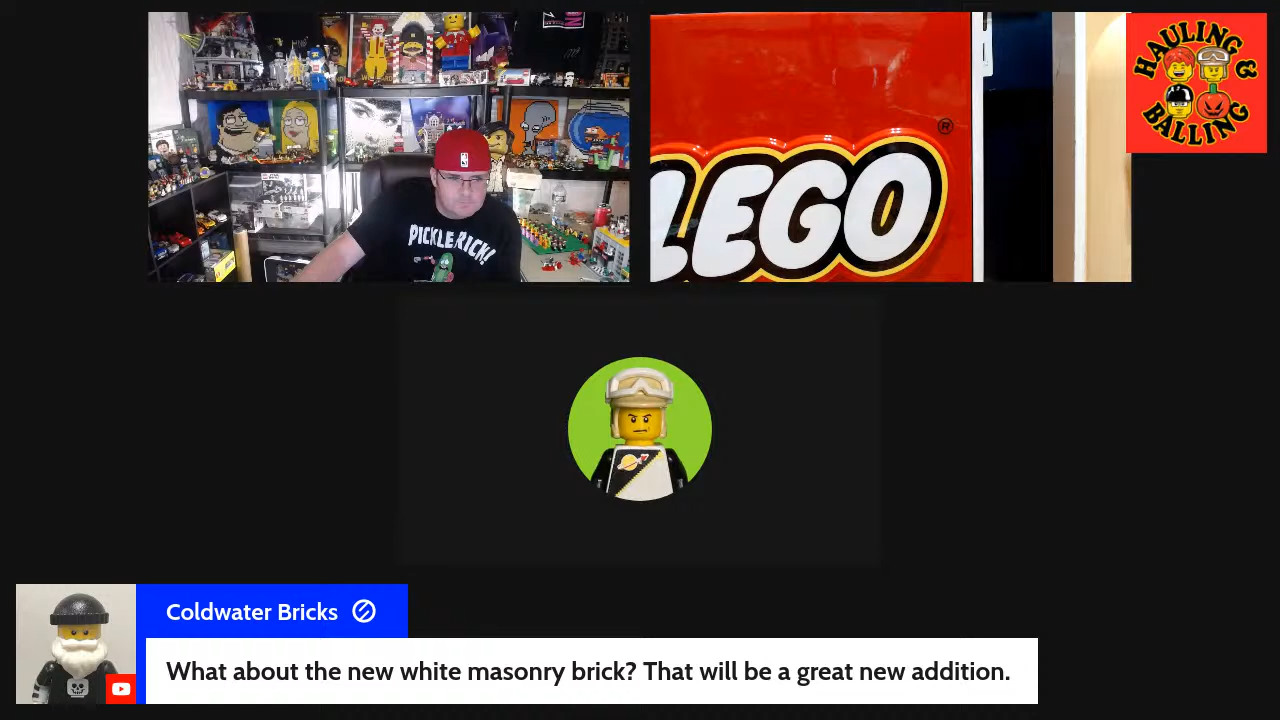 HAULING &
BALLING
PICKLE RICK!
LEGO
®
Coldwater Bricks
What about the new white masonry brick? That will be a great new addition.